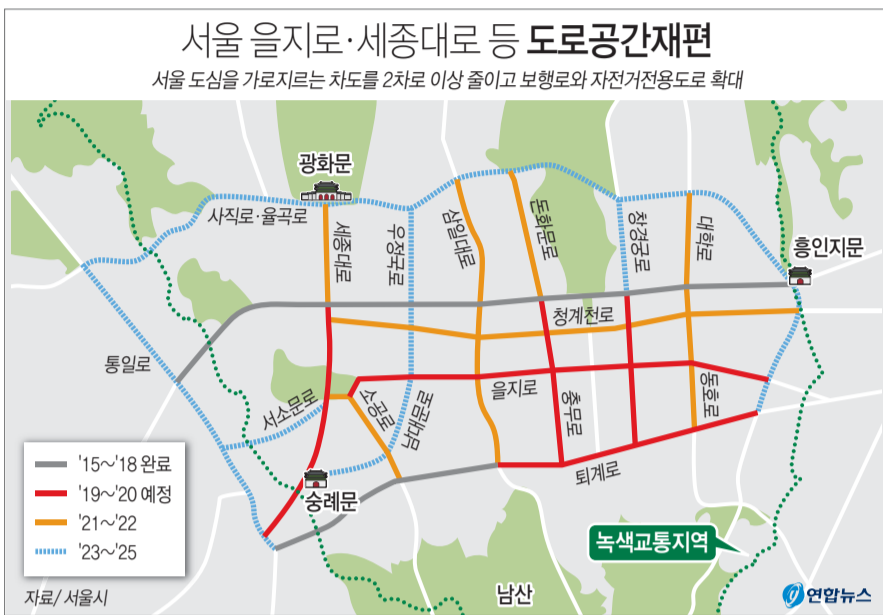 서울 을지로·세종대로 등 도로공간재편
서울 도심을 가로지르는 차도를 2차로 이상 줄이고 보행로와 자전거전용도로 확대
광화문
사직로·율곡로
세종대로
우정국로
삼일대로
돈화문로
창경궁로
대학로
흥인지문
청계천로
통일로
서소문로
소공로
남대문로
을지로
충무로
동호로
퇴계로
숭례문
'15~'18 완료
'19~'20 예정
'21~'22
'23~'25
녹색교통지역
남산
자료/ 서울시
연합뉴스